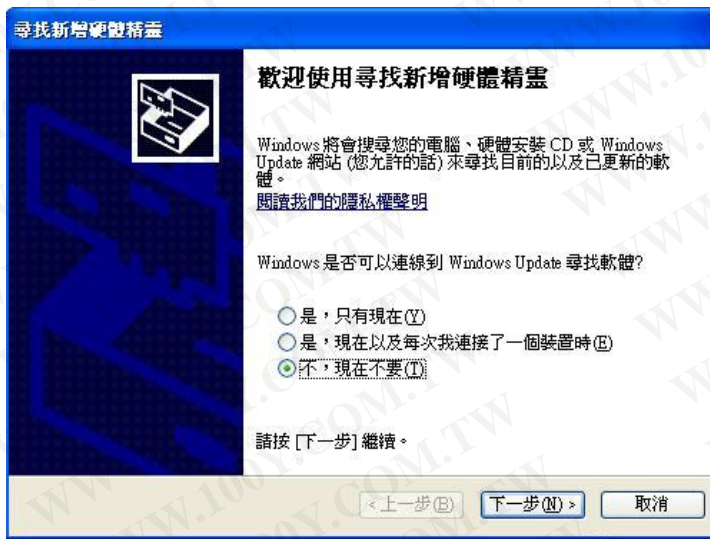 尋找新增硬體精靈
歡迎使用尋找新增硬體精靈
Windows 將會搜尋您的電腦、硬體安裝 CD 或 Windows
Update 網站 (您允許的話) 來尋找目前的以及已更新的軟
體。
閱讀我們的隱私權聲明
Windows 是否可以連線到 Windows Update 尋找軟體?
是，只有現在(Y)
是，現在以及每次我連接了一個裝置時(E)
不，現在不要(T)
請按 [下一步] 繼續。
<上一步(B) 下一步(N) > 取消
WWW.100Y.COM.TW